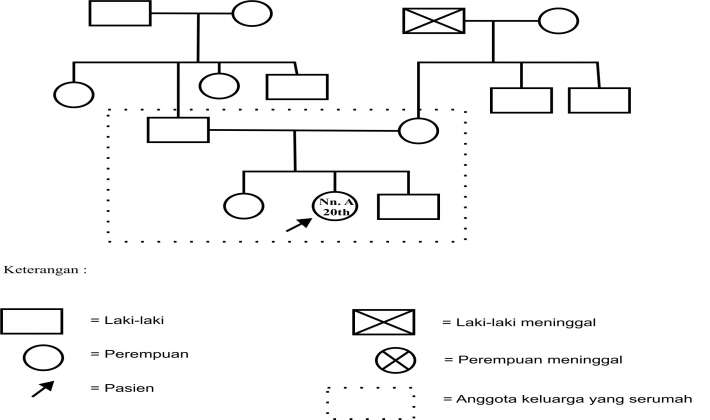 Nn. A
20th
Keterangan :
= Laki-laki
= Laki-laki meninggal
= Perempuan
= Perempuan meninggal
= Pasien
= Anggota keluarga yang serumah